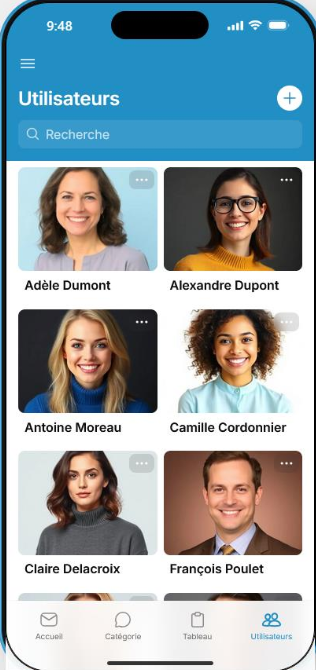 9:48
Utilisateurs
Recherche
Adèle Dumont
Alexandre Dupont
Antoine Moreau
Camille Cordonnier
Claire Delacroix
François Poulet
Accueil
Catégorie
Tableau
Utilisateurs